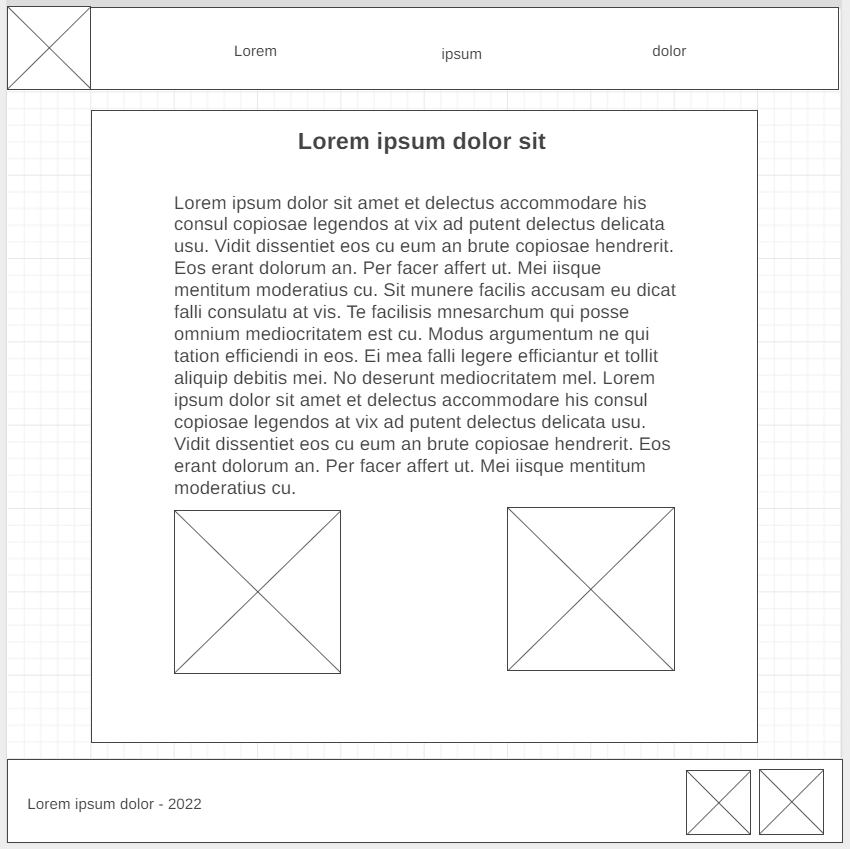 Lorem
ipsum
dolor
Lorem ipsum dolor sit
Lorem ipsum dolor sit amet et delectus accommodare his
consul copiosae legendos at vix ad putent delectus delicata
usu. Vidit dissentiet eos cu eum an brute copiosae hendrerit.
Eos erant dolorum an. Per facer affert ut. Mei iisque
mentitum moderatius cu. Sit munere facilis accusam eu dicat
falli consulatu at vis. Te facilisis mnesarchum qui posse
omnium mediocritatem est cu. Modus argumentum ne qui
tation efficiendi in eos. Ei mea falli legere efficiantur et tollit
aliquip debitis mei. No deserunt mediocritatem mel. Lorem
ipsum dolor sit amet et delectus accommodare his consul
copiosae legendos at vix ad putent delectus delicata usu.
Vidit dissentiet eos cu eum an brute copiosae hendrerit. Eos
erant dolorum an. Per facer affert ut. Mei iisque mentitum
moderatius cu.
Lorem ipsum dolor - 2022